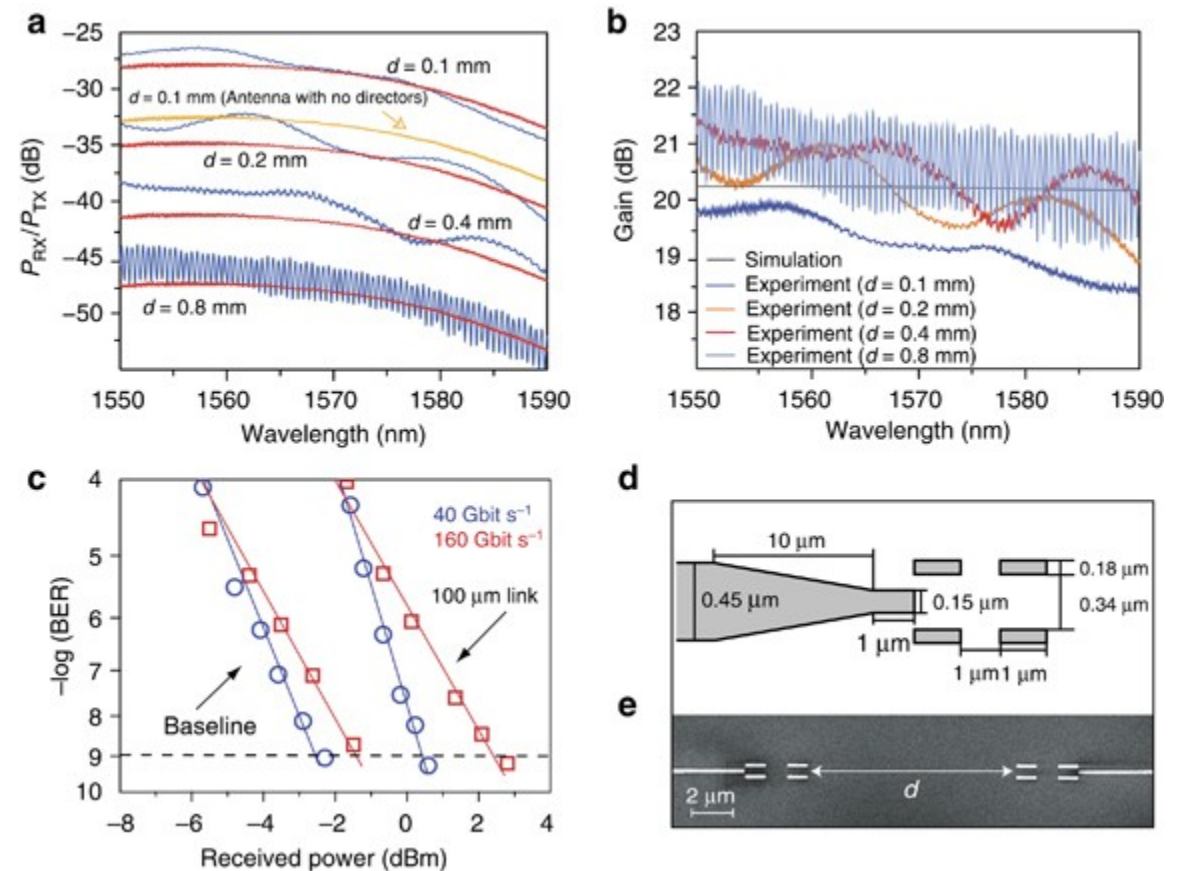 a
−25
−30
−35
−40
−45
−50
P_RX/P_TX (dB)
d = 0.1 mm
d = 0.1 mm (Antenna with no directors)
d = 0.2 mm
d = 0.4 mm
d = 0.8 mm
1550 1560 1570 1580 1590
Wavelength (nm)
b
23
22
21
20
19
18
Gain (dB)
Simulation
Experiment (d = 0.1 mm)
Experiment (d = 0.2 mm)
Experiment (d = 0.4 mm)
Experiment (d = 0.8 mm)
1550 1560 1570 1580 1590
Wavelength (nm)
c
4
5
6
7
8
9
10
−log (BER)
40 Gbit s⁻¹
160 Gbit s⁻¹
100 μm link
Baseline
−8 −6 −4 −2 0 2 4
Received power (dBm)
d
10 μm
0.45 μm
0.15 μm
0.18 μm
0.34 μm
1 μm
1 μm 1 μm
e
2 μm
d